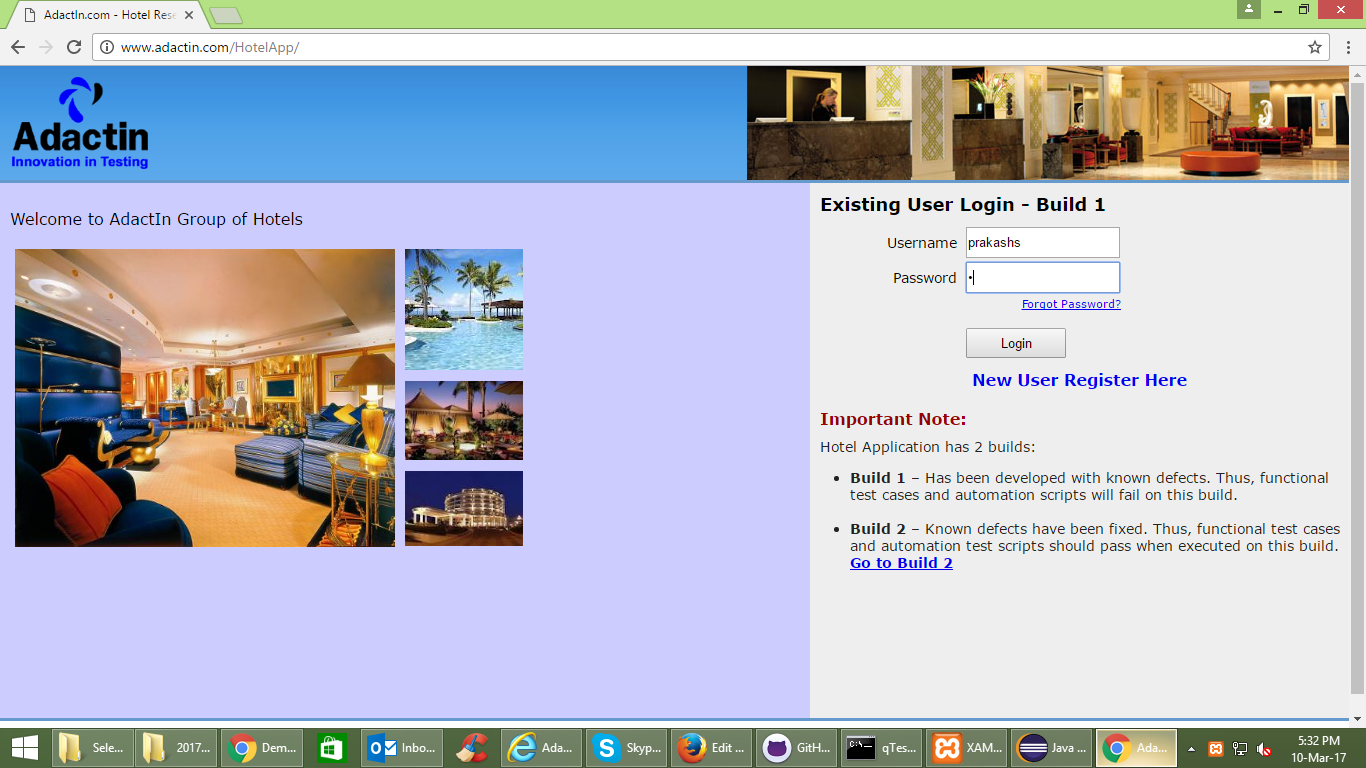 AdactIn.com - Hotel Rese
www.adactin.com/HotelApp/
Adactin
Innovation in Testing
Welcome to AdactIn Group of Hotels
Existing User Login - Build 1
Username prakashs
Password •
Forgot Password?
Login
New User Register Here
Important Note:
Hotel Application has 2 builds:
• Build 1 – Has been developed with known defects. Thus, functional
test cases and automation scripts will fail on this build.
• Build 2 – Known defects have been fixed. Thus, functional test cases
and automation test scripts should pass when executed on this build.
Go to Build 2
Sele... 2017... Dem... Inbo... Ada... Skyp... Edit ... GitH... C:\. qTes... XAM... Java ... Ada... 5:32 PM
10-Mar-17